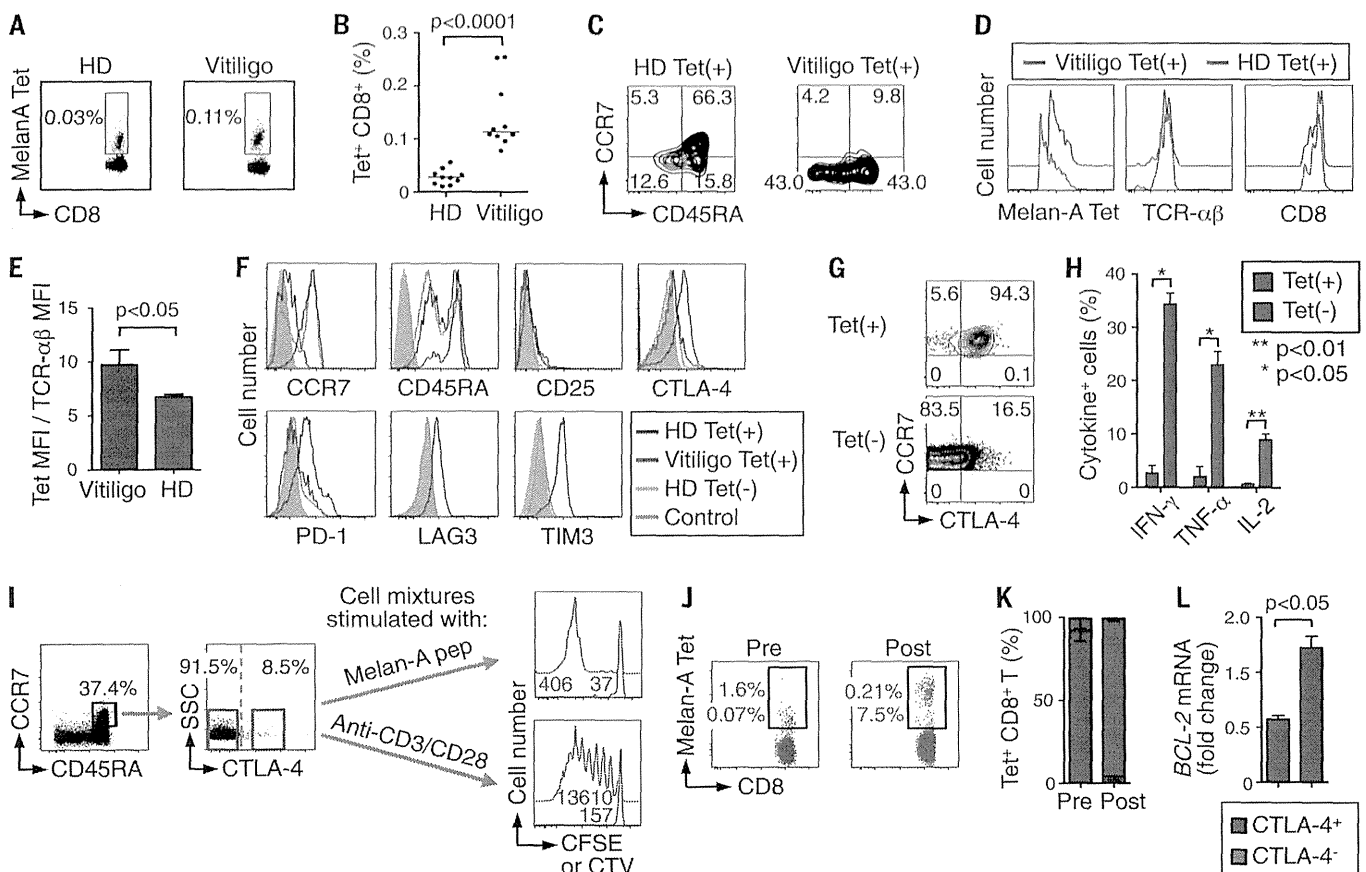 A
HD
Vitiligo
0.03%
0.11%
MelanA Tet
CD8
B
p<0.0001
0.3
0.2
0.1
0
Tet⁺ CD8⁺ (%)
HD Vitiligo
C
HD Tet(+)
Vitiligo Tet(+)
5.3 66.3
12.6 15.8
4.2 9.8
43.0 43.0
CCR7
CD45RA
D
Vitiligo Tet(+) HD Tet(+)
Cell number
Melan-A Tet
TCR-αβ
CD8
E
p<0.05
15
10
5
0
Tet MFI / TCR-αβ MFI
Vitiligo HD
F
Cell number
CCR7
CD45RA
CD25
CTLA-4
PD-1
LAG3
TIM3
HD Tet(+)
Vitiligo Tet(+)
HD Tet(-)
Control
G
Tet(+)
5.6 94.3
0 0.1
Tet(-)
83.5 16.5
0 0
CCR7
CTLA-4
H
40
30
20
10
0
Cytokine⁺ cells (%)
*
*
**
IFN-γ
TNF-α
IL-2
Tet(+)
Tet(-)
** p<0.01
* p<0.05
I
37.4%
CCR7
CD45RA
91.5% 8.5%
SSC
CTLA-4
Cell mixtures
stimulated with:
Melan-A pep
Anti-CD3/CD28
406 37
13610
157
Cell number
CFSE
or CTV
J
Pre
Post
1.6%
0.07%
0.21%
7.5%
Melan-A Tet
CD8
K
100
50
0
Tet⁺ CD8⁺T (%)
Pre Post
L
p<0.05
2.0
1.5
0.5
0
BCL-2 mRNA
(fold change)
CTLA-4⁺
CTLA-4⁻